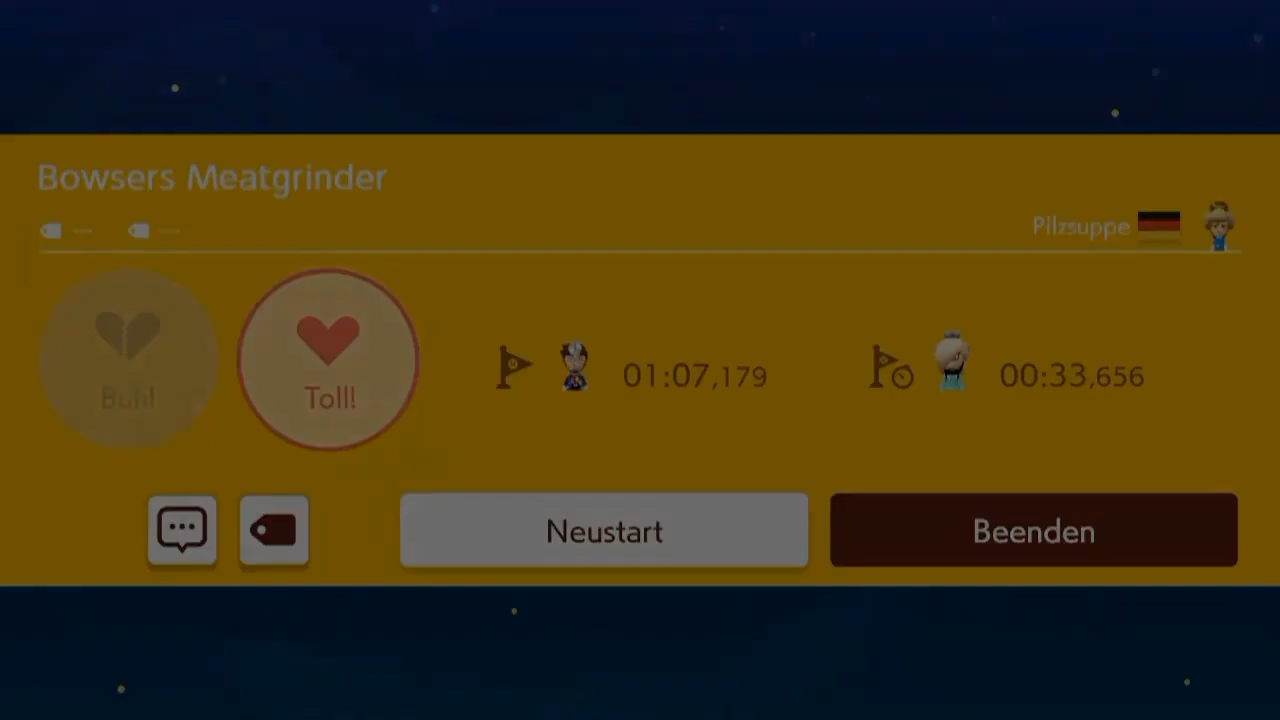 Bowsers Meatgrinder
--- ---
Pilzsuppe
Buh!
Toll!
01:07,179
00:33,656
Neustart
Beenden